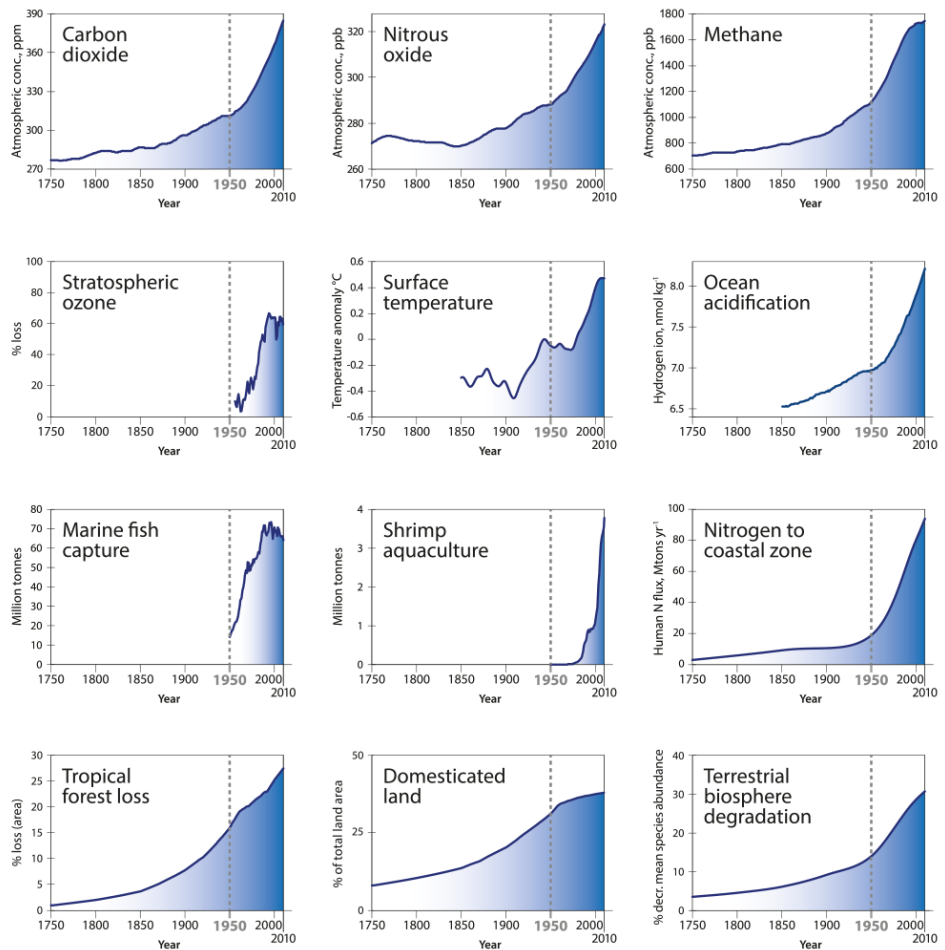 390
360
330
300
270
Atmospheric conc., ppm
Carbon
dioxide
1750 1800 1850 1900 1950 2000
2010
Year
320
300
280
260
Atmospheric conc., ppb
Nitrous
oxide
1750 1800 1850 1900 1950 2000
2010
Year
1800
1600
1400
1200
1000
800
600
Atmospheric conc., ppb
Methane
1750 1800 1850 1900 1950 2000
2010
Year
100
80
60
40
20
0
% loss
Stratospheric
ozone
1750 1800 1850 1900 1950 2000
2010
Year
0.6
0.4
0.2
0
-0.2
-0.4
-0.6
Temperature anomaly °C
Surface
temperature
1750 1800 1850 1900 1950 2000
2010
Year
8.0
7.5
7.0
6.5
Hydrogen ion, nmol kg⁻¹
Ocean
acidification
1750 1800 1850 1900 1950 2000
2010
Year
80
70
60
50
40
30
20
10
0
Million tonnes
Marine fish
capture
1750 1800 1850 1900 1950 2000
2010
Year
4
3
2
1
0
Million tonnes
Shrimp
aquaculture
1750 1800 1850 1900 1950 2000
2010
Year
100
80
60
40
20
0
Human N flux, Mtons yr⁻¹
Nitrogen to
coastal zone
1750 1800 1850 1900 1950 2000
2010
Year
30
25
20
15
10
5
0
% loss (area)
Tropical
forest loss
1750 1800 1850 1900 1950 2000
2010
Year
50
25
0
% of total land area
Domesticated
land
1750 1800 1850 1900 1950 2000
2010
Year
40
30
20
10
0
% decr. mean species abundance
Terrestrial
biosphere
degradation
1750 1800 1850 1900 1950 2000
2010
Year